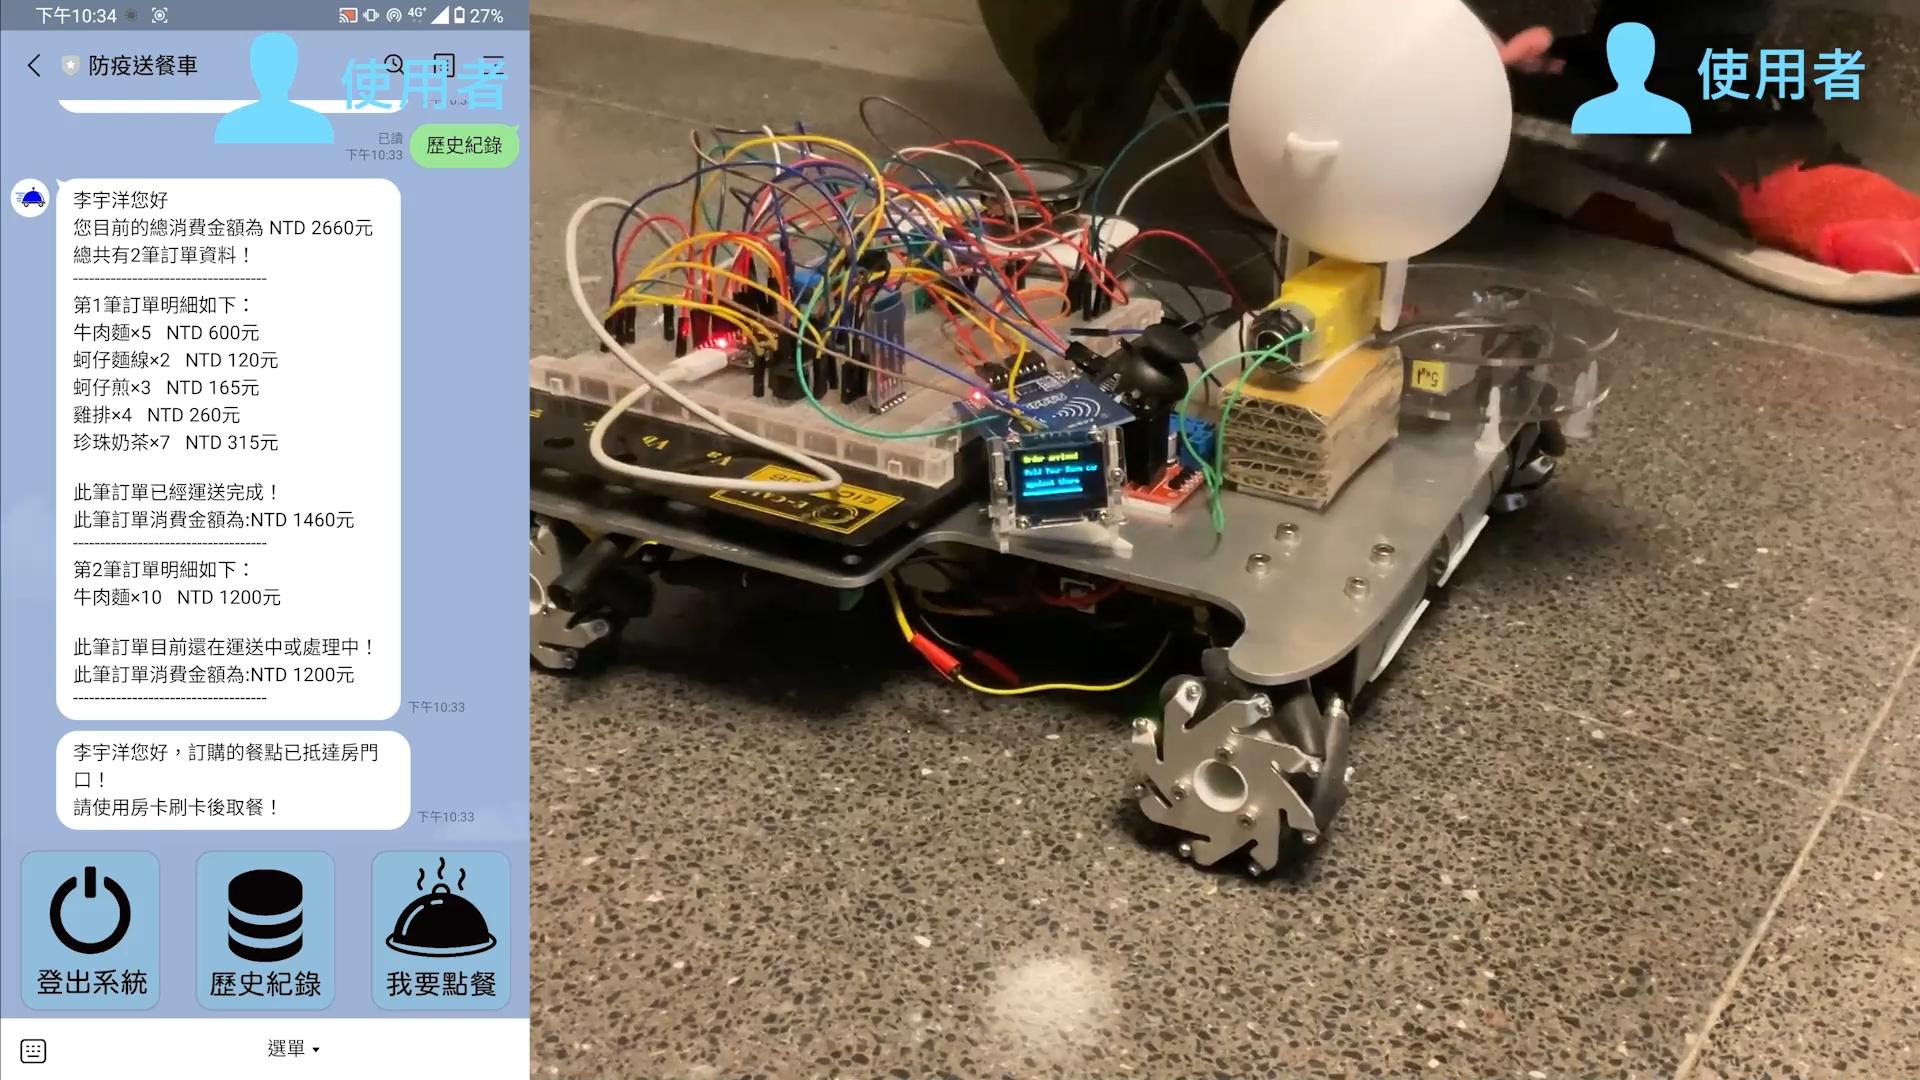 下午10:34
4G+
27%
防疫送餐車
使用者
已讀
下午10:33
歷史紀錄
李宇洋您好
您目前的總消費金額為 NTD 2660元
總共有2筆訂單資料！
-----------------------------------
第1筆訂單明細如下：
牛肉麵×5 NTD 600元
蚵仔麵線×2 NTD 120元
蚵仔煎×3 NTD 165元
雞排×4 NTD 260元
珍珠奶茶×7 NTD 315元
此筆訂單已經運送完成！
此筆訂單消費金額為:NTD 1460元
-----------------------------------
第2筆訂單明細如下：
牛肉麵×10 NTD 1200元
此筆訂單目前還在運送中或處理中！
此筆訂單消費金額為:NTD 1200元
-----------------------------------
下午10:33
李宇洋您好，訂購的餐點已抵達房門
口！
請使用房卡刷卡後取餐！
下午10:33
登出系統
歷史紀錄
我要點餐
選單
使用者
Order arrived
Hold Your Room car
Va
Vb
5kg